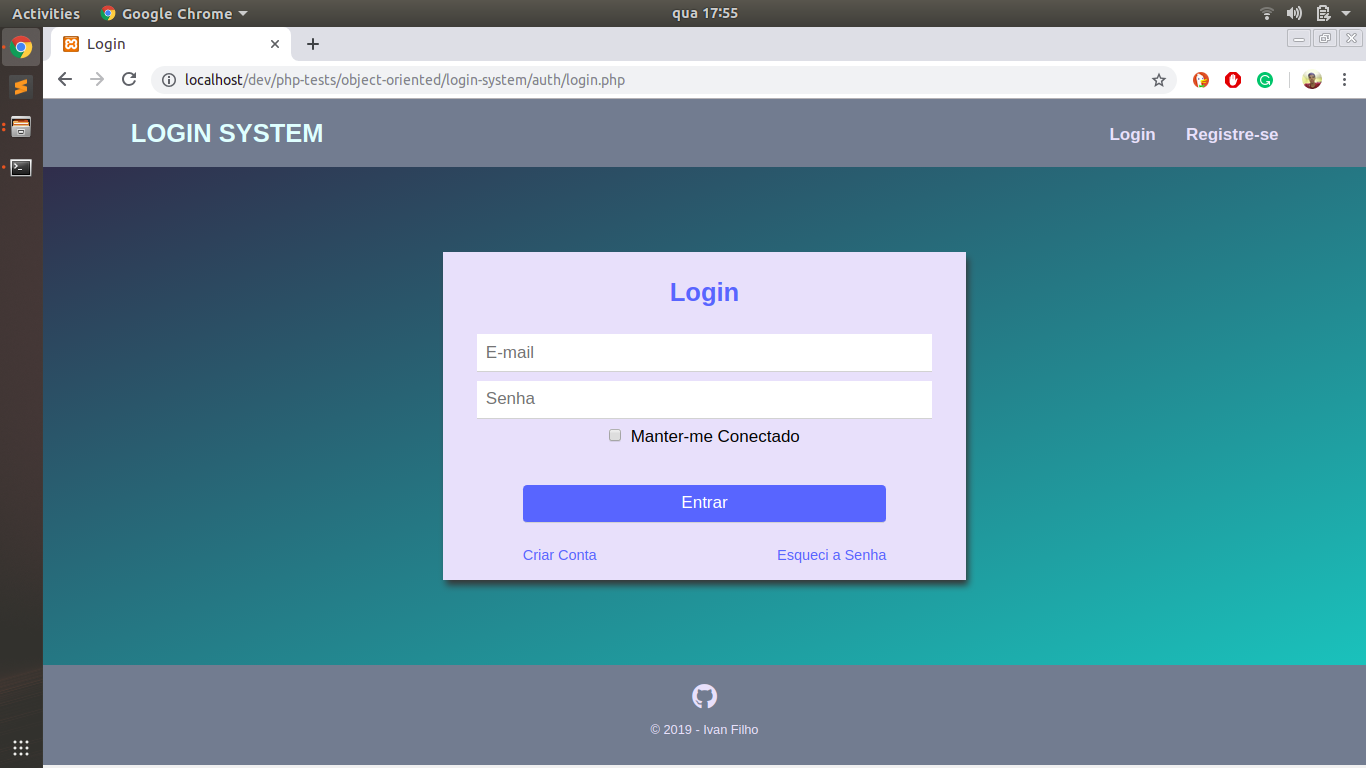 Activities Google Chrome qua 17:55
Login
localhost/dev/php-tests/object-oriented/login-system/auth/login.php
LOGIN SYSTEM Login Registre-se
Login
E-mail
Senha
Manter-me Conectado
Entrar
Criar Conta Esqueci a Senha
© 2019 - Ivan Filho